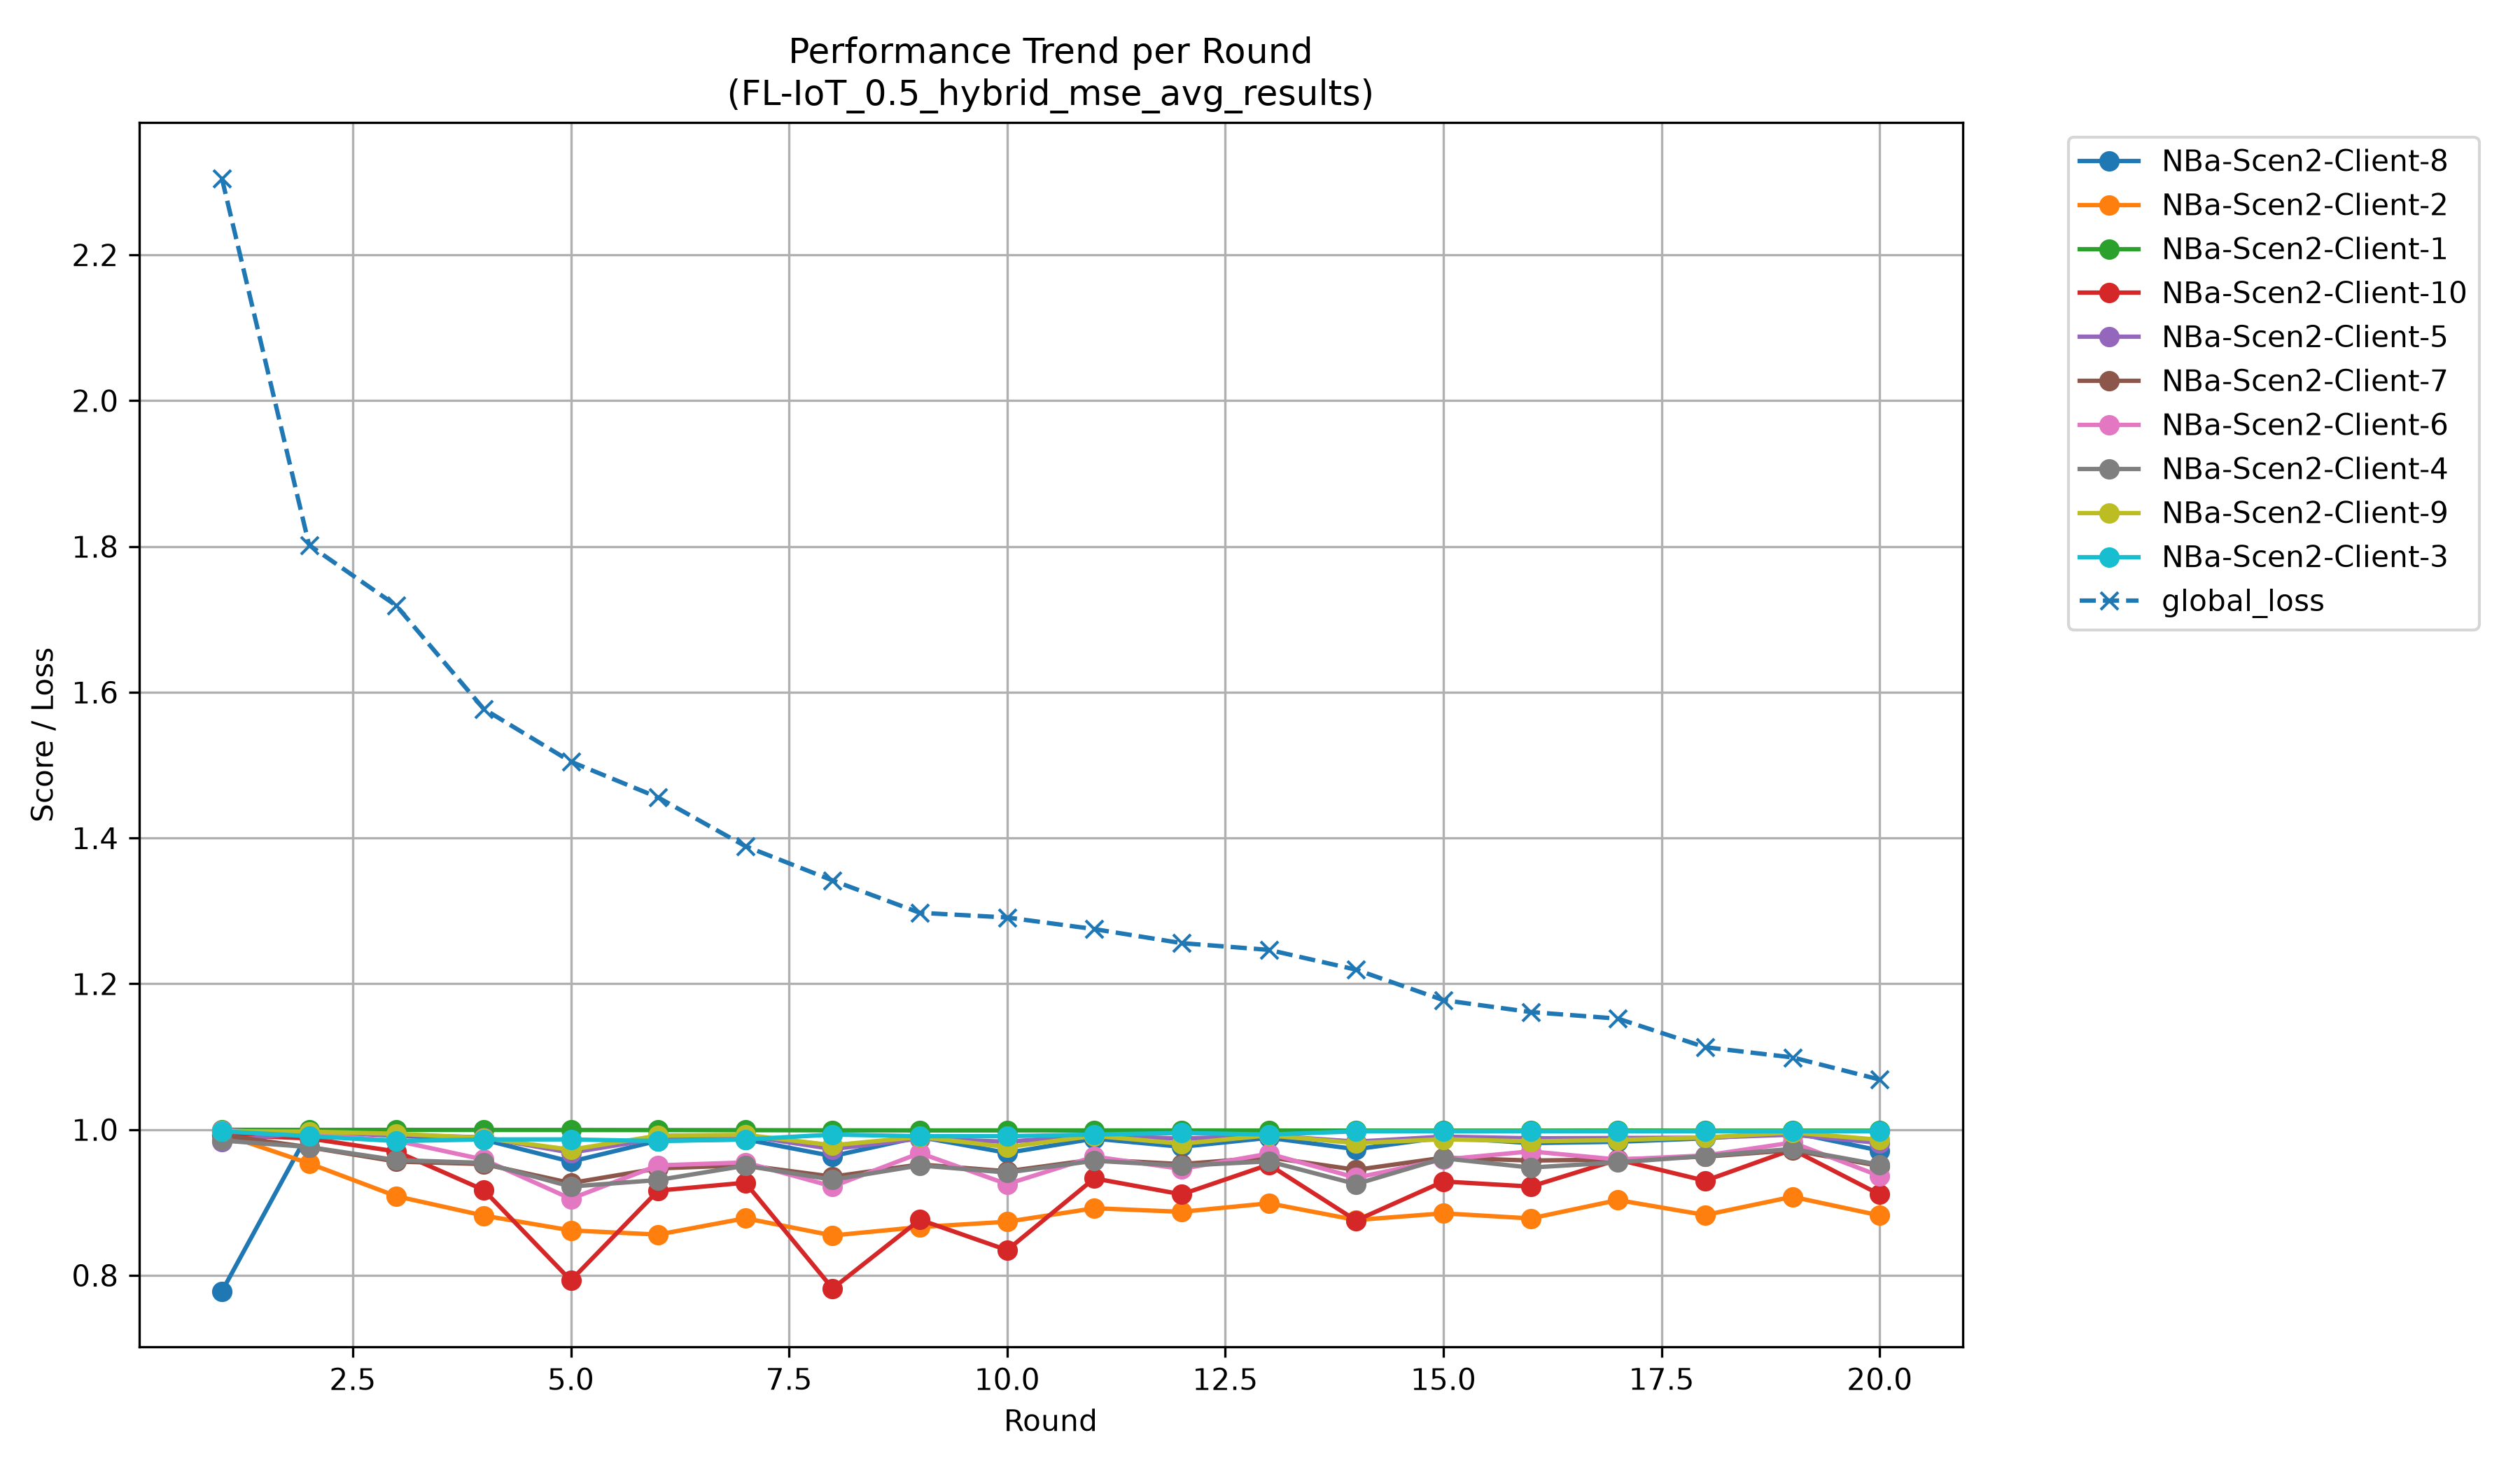 Performance Trend per Round
(FL-IoT_0.5_hybrid_mse_avg_results)
Score / Loss
2.2
2.0
1.8
1.6
1.4
1.2
1.0
0.8
2.5 5.0 7.5 10.0 12.5 15.0 17.5 20.0
Round
NBa-Scen2-Client-8
NBa-Scen2-Client-2
NBa-Scen2-Client-1
NBa-Scen2-Client-10
NBa-Scen2-Client-5
NBa-Scen2-Client-7
NBa-Scen2-Client-6
NBa-Scen2-Client-4
NBa-Scen2-Client-9
NBa-Scen2-Client-3
global_loss